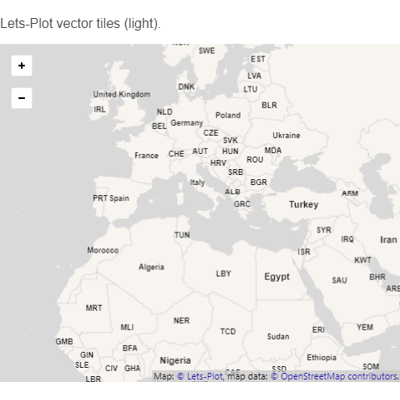 Lets-Plot vector tiles (light).
SWE
EST
+
LVA
DNK
LTU
–
United Kingdom
BLR
IRL
NLD
Poland
BEL
Germany
CZE
Ukraine
SVK
France
CHE
AUT
HUN
MDA
HRV
ROU
SRB
Italy
BGR
ALB
PRT
Spain
GRC
Turkey
ARM
TUN
SYR
IRQ
Iran
Morocco
ISR
KWT
Algeria
LBY
Egypt
SAU
BHR
ARE
MRT
NER
MLI
TCD
Sudan
ERI
YEM
GMB
BFA
GIN
Nigeria
Ethiopia
SLE
CIV
GHA
SOM
SSD
LBR
Map: © Lets-Plot, map data: © OpenStreetMap contributors.